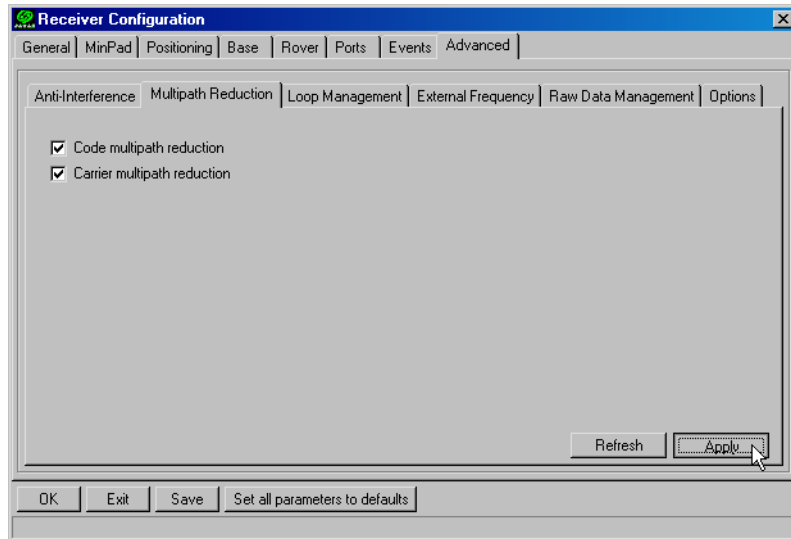 Receiver Configuration
General MinPad Positioning Base Rover Ports Events Advanced
Anti-Interference Multipath Reduction Loop Management External Frequency Raw Data Management Options
Code multipath reduction
Carrier multipath reduction
Refresh Apply
OK Exit Save Set all parameters to defaults